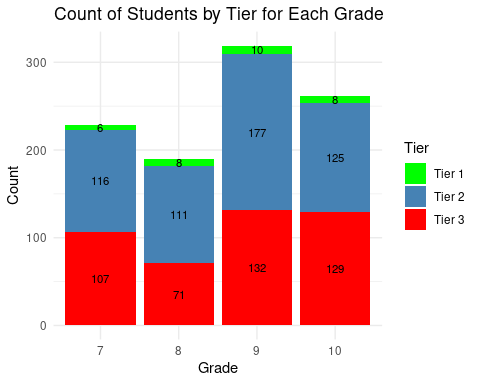 Count of Students by Tier for Each Grade
Count
300
200
100
0
6
116
107
8
111
71
10
177
132
8
125
129
7
8
9
10
Grade
Tier
Tier 1
Tier 2
Tier 3